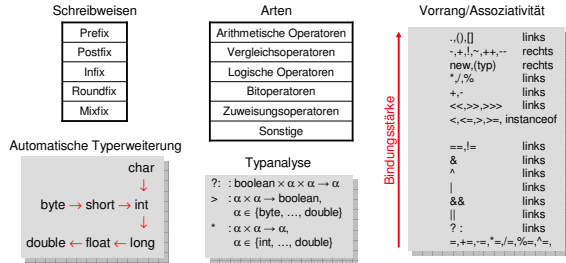 Schreibweisen
Präfix
Postfix
Infix
Roundfix
Mixfix
Arten
Arithmetische Operatoren
Vergleichsoperatoren
Logische Operatoren
Bitoperatoren
Zuweisungsoperatoren
Sonstige
Vorrang/Assoziativität
Bindungsstärke
.,(),[] links
-,+,!,~,++,-- rechts
new,(typ) rechts
*,/,% links
+,- links
<<,>>,>>> links
<,<=,>,>=, instanceof
==,!= links
& links
^ links
| links
&& links
|| links
? : links
=,+=,-=,*=,/=,%=,^=,
Automatische Typerweiterung
char
↓
byte → short → int
↓
double ← float ← long
Typanalyse
?: : boolean × α × α → α
> : α × α → boolean,
α ∈ {byte, ..., double}
* : α × α → α,
α ∈ {int, ..., double}